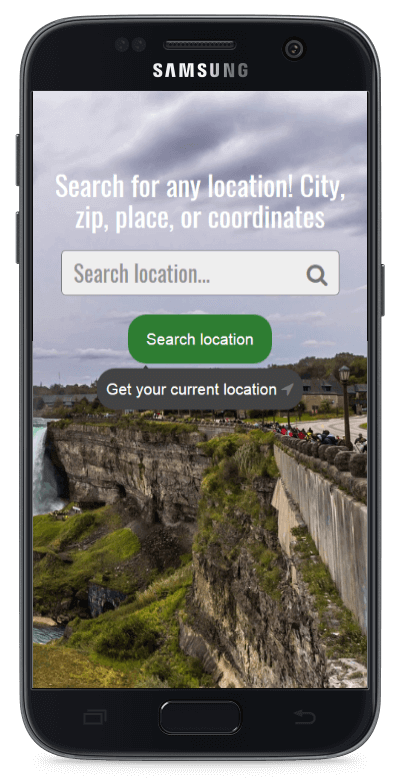 SAMSUNG
Search for any location! City,
zip, place, or coordinates
Search location...
Search location
Get your current location